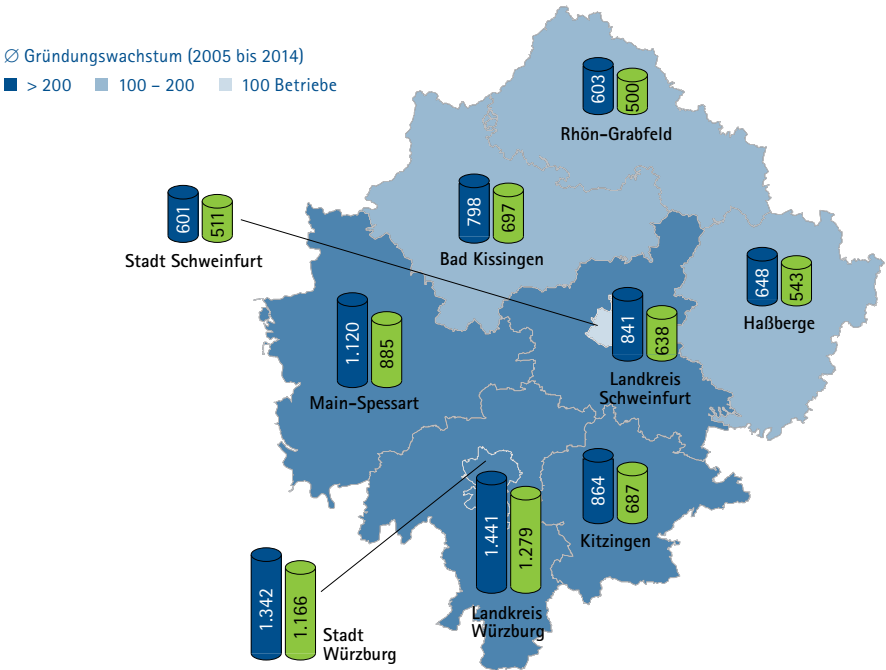 ∅ Gründungswachstum (2005 bis 2014)
> 200 100 – 200 100 Betriebe
603 500
Rhön-Grabfeld
601 511
Stadt Schweinfurt
798 697
Bad Kissingen
648 543
Haßberge
1.120 885
Main-Spessart
841 638
Landkreis
Schweinfurt
864 687
Kitzingen
1.441 1.279
Landkreis
Würzburg
1.342 1.166
Stadt
Würzburg